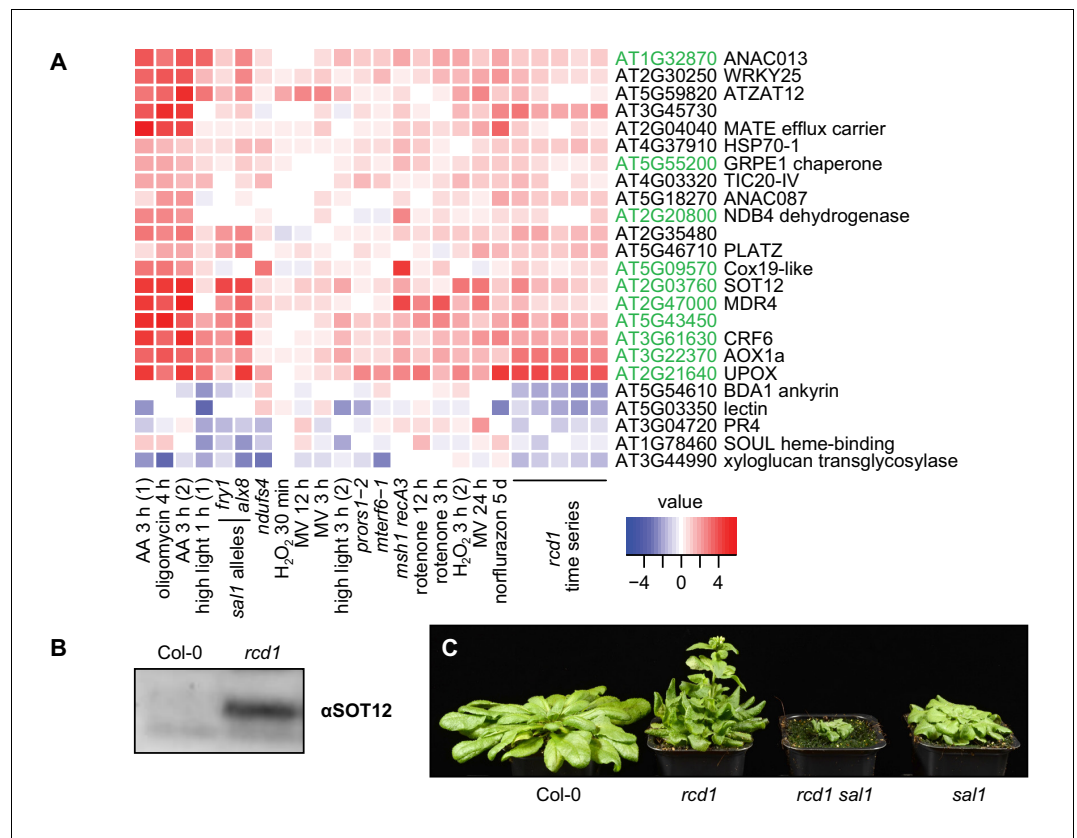 A
AT1G32870 ANAC013
AT2G30250 WRKY25
AT5G59820 ATZAT12
AT3G45730
AT2G04040 MATE efflux carrier
AT4G37910 HSP70-1
AT5G55200 GRPE1 chaperone
AT4G03320 TIC20-IV
AT5G18270 ANAC087
AT2G20800 NDB4 dehydrogenase
AT2G35480
AT5G46710 PLATZ
AT5G09570 Cox19-like
AT2G03760 SOT12
AT2G47000 MDR4
AT5G43450
AT3G61630 CRF6
AT3G22370 AOX1a
AT2G21640 UPOX
AT5G54610 BDA1 ankyrin
AT5G03350 lectin
AT3G04720 PR4
AT1G78460 SOUL heme-binding
AT3G44990 xyloglucan transglycosylase
AA 3 h (1)
oligomycin 4 h
AA 3 h (2)
high light 1 h (1)
fry1
alx8
sal1 alleles
ndufs4
H₂O₂ 30 min
MV 12 h
MV 3 h
high light 3 h (2)
prors1−2
mterf6−1
msh1 recA3
rotenone 12 h
rotenone 3 h
H₂O₂ 3 h (2)
MV 24 h
norflurazon 5 d
rcd1
time series
value
−4 0 4
B
Col-0 rcd1
αSOT12
C
Col-0 rcd1 rcd1 sal1 sal1